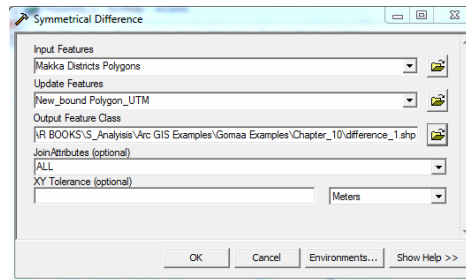 Symmetrical Difference
Input Features
Makka Districts Polygons
Update Features
New_bound Polygon_UTM
Output Feature Class
\R BOOKS\S_Analyisis\Arc GIS Examples\Gomaa Examples\Chapter_10\difference_1.shp
JoinAttributes (optional)
ALL
XY Tolerance (optional)
Meters
OK Cancel Environments... Show Help >>